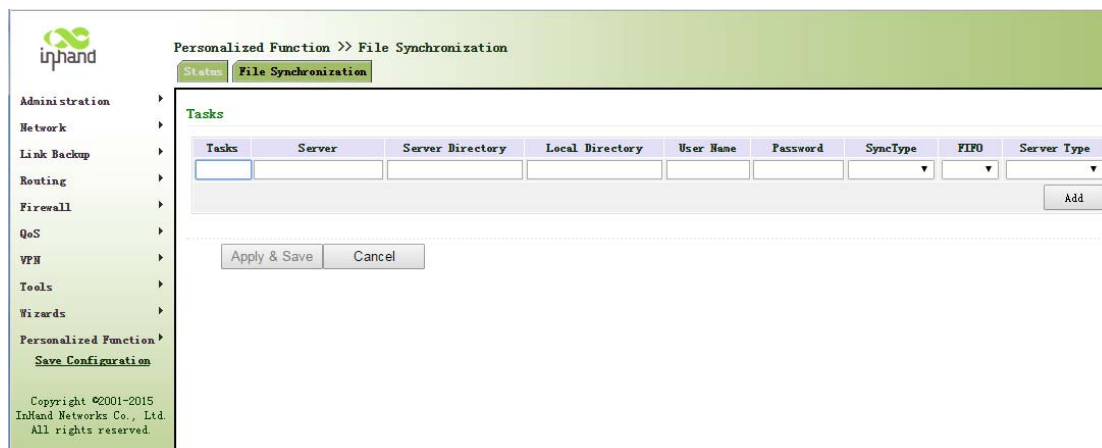 inhand
Personalized Function >> File Synchronization
Status File Synchronization
Administration
Network
Link Backup
Routing
Firewall
QoS
VPN
Tools
Wizards
Personalized Function
Save Configuration
Copyright ©2001-2015
InHand Networks Co., Ltd.
All rights reserved.
Tasks
Tasks Server Server Directory Local Directory User Name Password SyncType FIFO Server Type
Add
Apply & Save Cancel